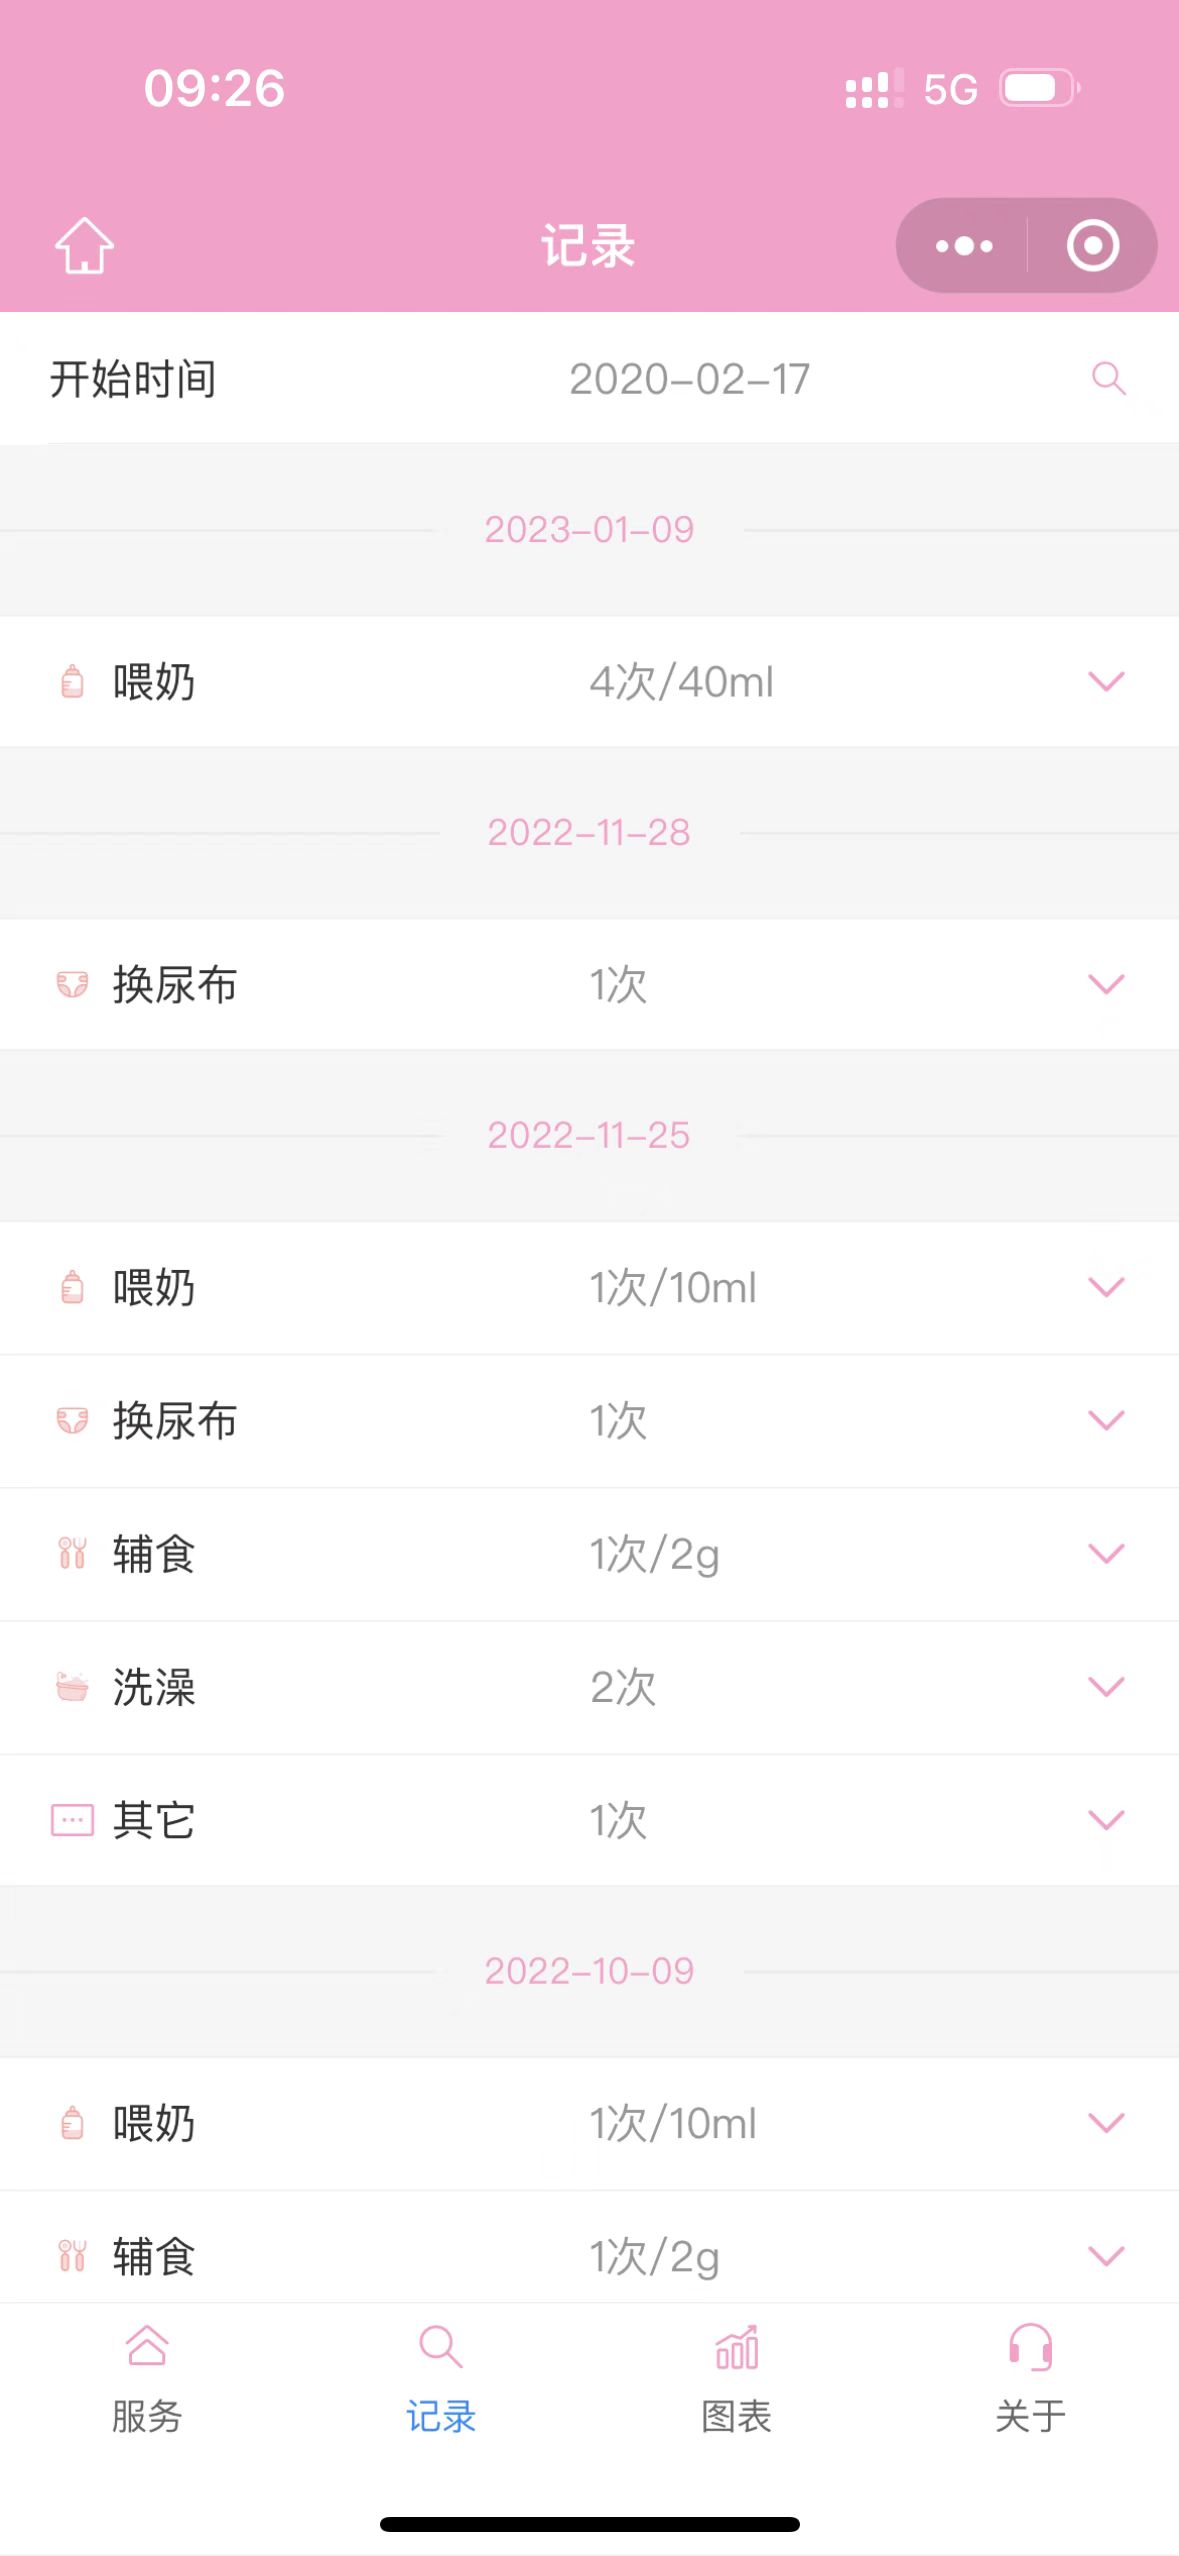 09:26 5G
记录
开始时间 2020-02-17
2023-01-09
喂奶 4次/40ml
2022-11-28
换尿布 1次
2022-11-25
喂奶 1次/10ml
换尿布 1次
辅食 1次/2g
洗澡 2次
其它 1次
2022-10-09
喂奶 1次/10ml
辅食 1次/2g
服务 记录 图表 关于